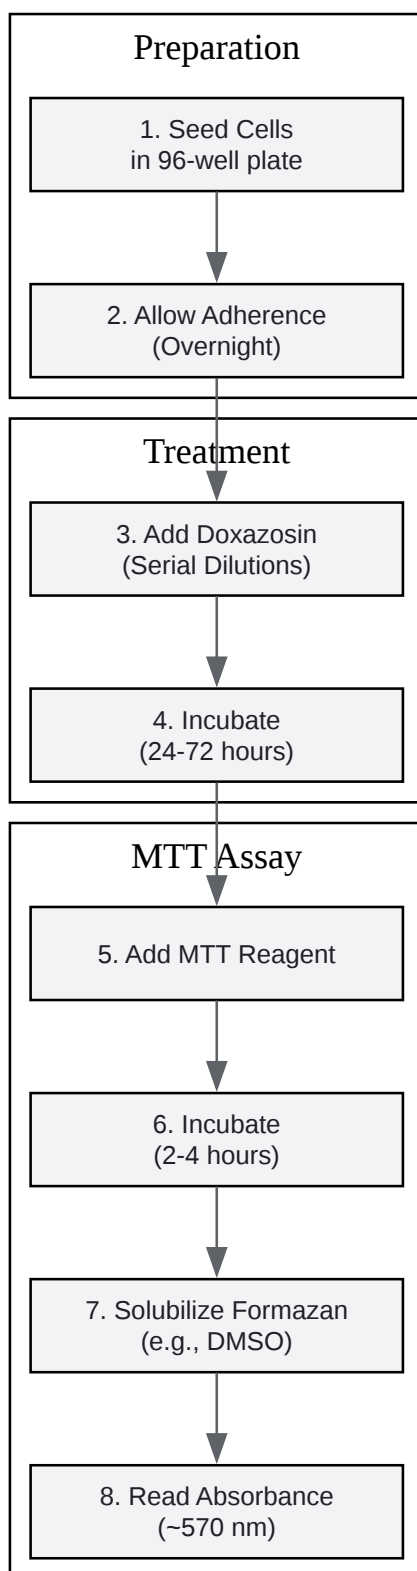 Preparation
1. Seed Cells
in 96-well plate
2. Allow Adherence
(Overnight)
Treatment
3. Add Doxazosin
(Serial Dilutions)
4. Incubate
(24-72 hours)
MTT Assay
5. Add MTT Reagent
6. Incubate
(2-4 hours)
7. Solubilize Formazan
(e.g., DMSO)
8. Read Absorbance
(~570 nm)